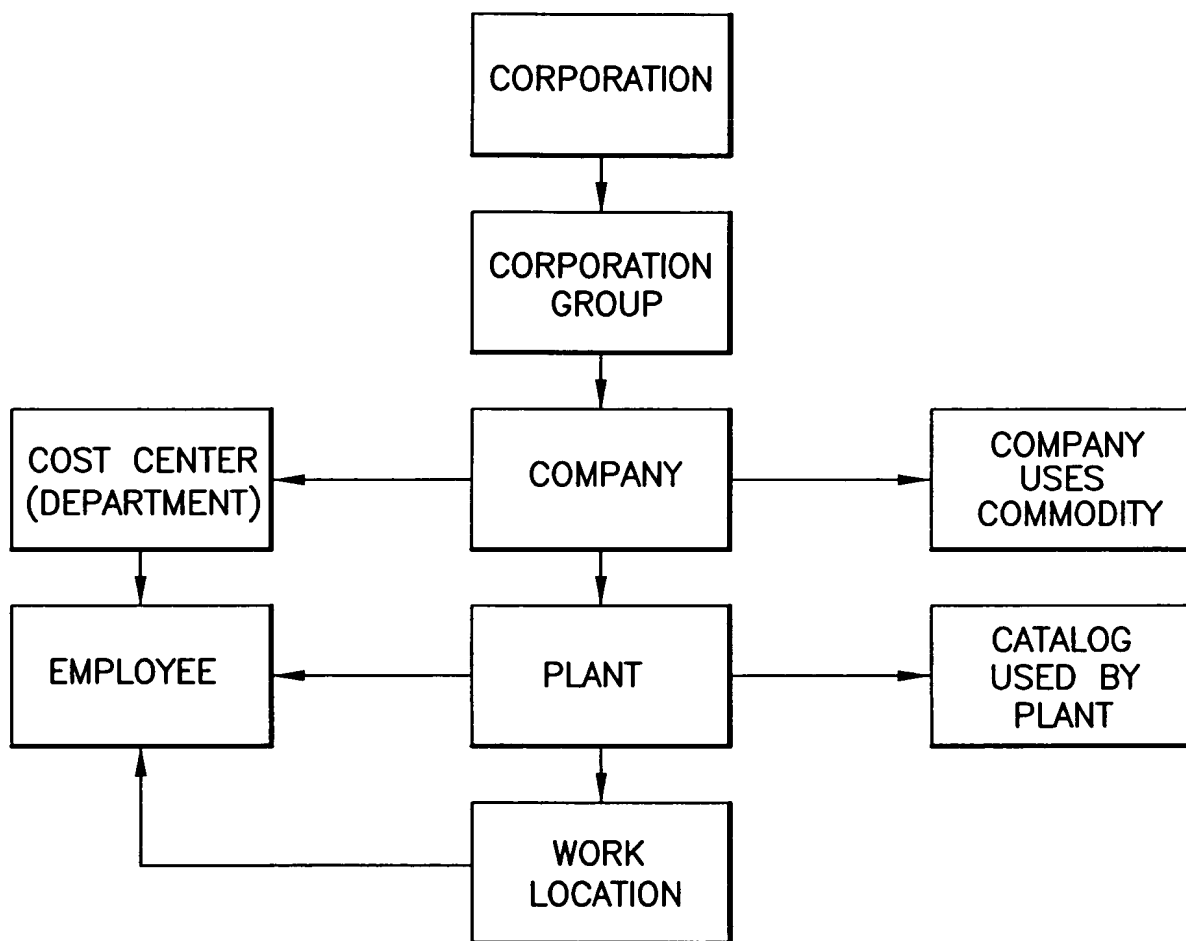 CORPORATION
CORPORATION
GROUP
COST CENTER
(DEPARTMENT)
COMPANY
COMPANY
USES
COMMODITY
EMPLOYEE
PLANT
CATALOG
USED BY
PLANT
WORK
LOCATION